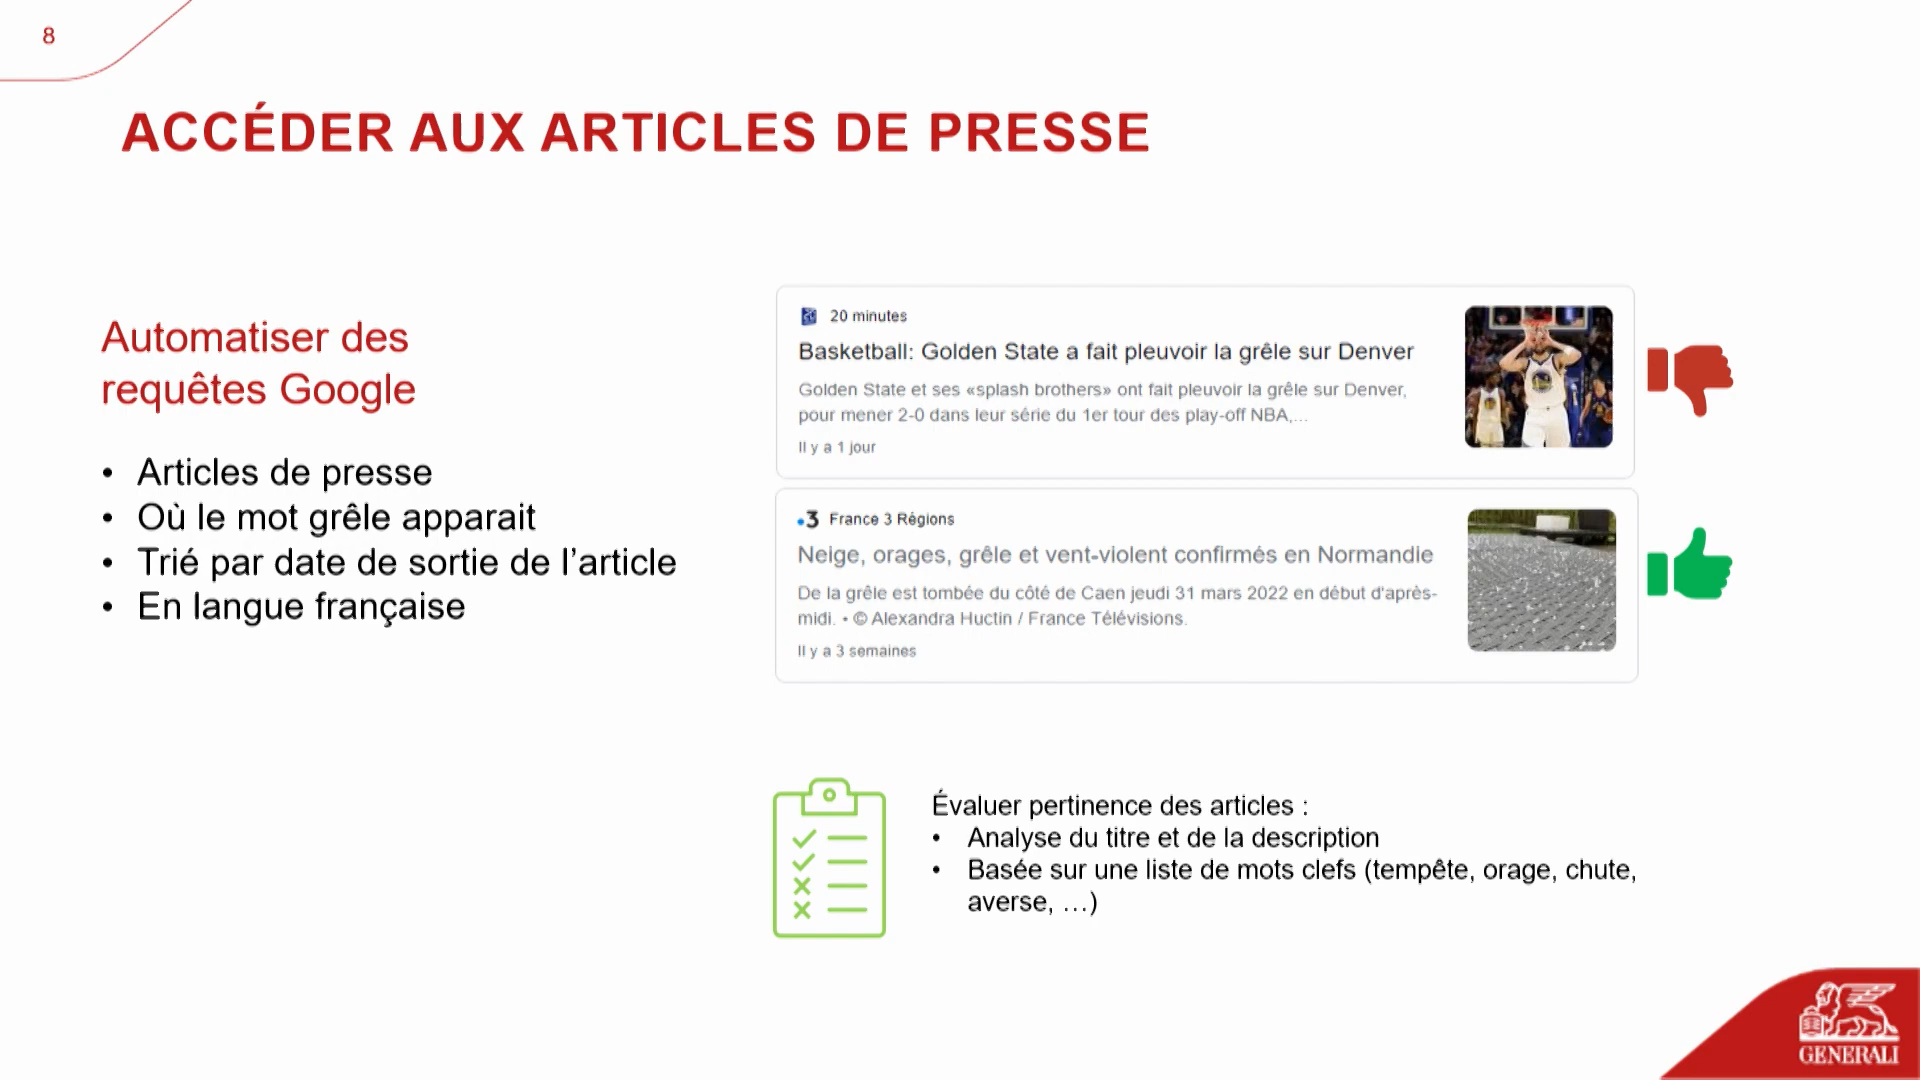 8
ACCÉDER AUX ARTICLES DE PRESSE
Automatiser des
requêtes Google
• Articles de presse
• Où le mot grêle apparait
• Trié par date de sortie de l’article
• En langue française
20 minutes
Basketball: Golden State a fait pleuvoir la grêle sur Denver
Golden State et ses «splash brothers» ont fait pleuvoir la grêle sur Denver,
pour mener 2-0 dans leur série du 1er tour des play-off NBA,...
Il y a 1 jour
.3 France 3 Régions
Neige, orages, grêle et vent-violent confirmés en Normandie
De la grêle est tombée du côté de Caen jeudi 31 mars 2022 en début d'après-
midi. • © Alexandra Huctin / France Télévisions.
Il y a 3 semaines
Évaluer pertinence des articles :
• Analyse du titre et de la description
• Basée sur une liste de mots clefs (tempête, orage, chute,
averse, …)
GENERALI